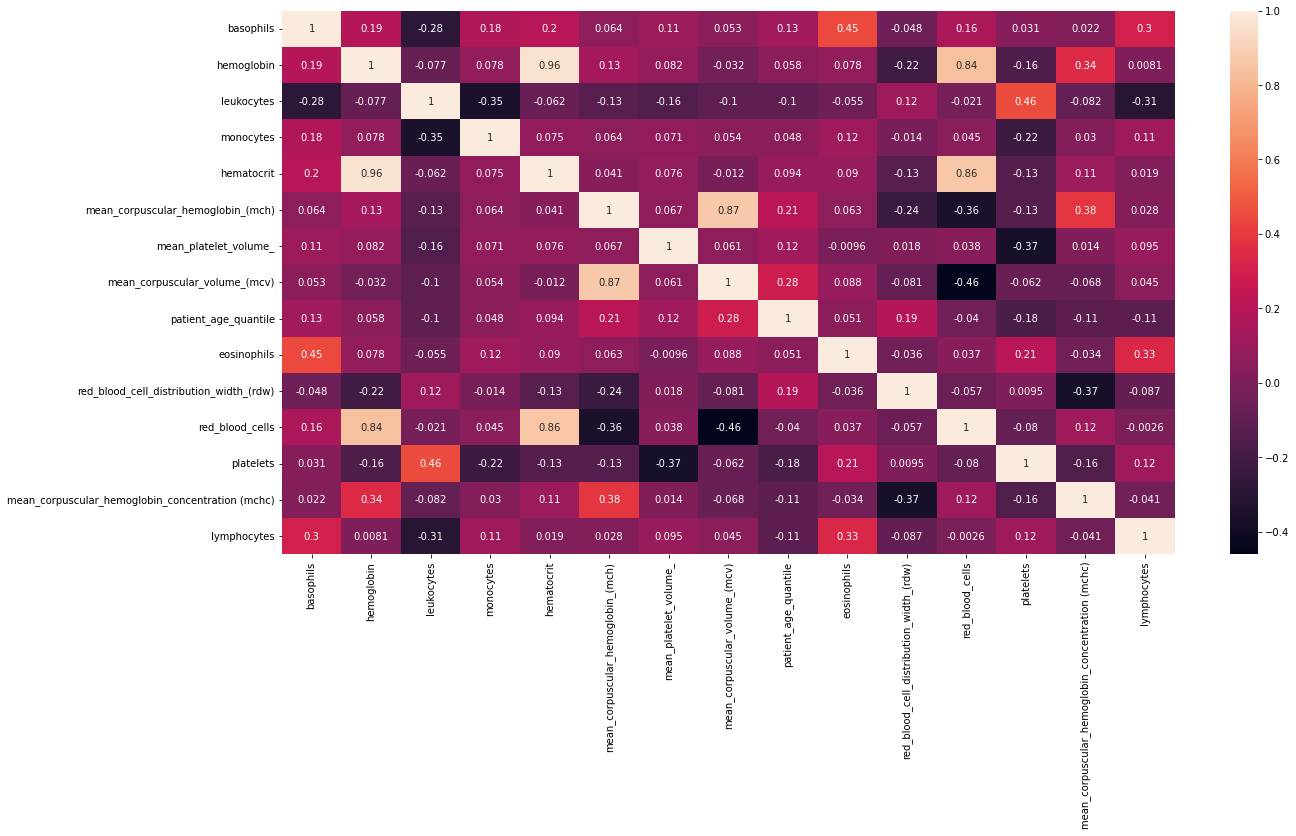 basophils 1 0.19 -0.28 0.18 0.2 0.064 0.11 0.053 0.13 0.45 -0.048 0.16 0.031 0.022 0.3
hemoglobin 0.19 1 -0.077 0.078 0.96 0.13 0.082 -0.032 0.058 0.078 -0.22 0.84 -0.16 0.34 0.0081
leukocytes -0.28 -0.077 1 -0.35 -0.062 -0.13 -0.16 -0.1 -0.1 -0.055 0.12 -0.021 0.46 -0.082 -0.31
monocytes 0.18 0.078 -0.35 1 0.075 0.064 0.071 0.054 0.048 0.12 -0.014 0.045 -0.22 0.03 0.11
hematocrit 0.2 0.96 -0.062 0.075 1 0.041 0.076 -0.012 0.094 0.09 -0.13 0.86 -0.13 0.11 0.019
mean_corpuscular_hemoglobin_(mch) 0.064 0.13 -0.13 0.064 0.041 1 0.067 0.87 0.21 0.063 -0.24 -0.36 -0.13 0.38 0.028
mean_platelet_volume_ 0.11 0.082 -0.16 0.071 0.076 0.067 1 0.061 0.12 -0.0096 0.018 0.038 -0.37 0.014 0.095
mean_corpuscular_volume_(mcv) 0.053 -0.032 -0.1 0.054 -0.012 0.87 0.061 1 0.28 0.088 -0.081 -0.46 -0.062 -0.068 0.045
patient_age_quantile 0.13 0.058 -0.1 0.048 0.094 0.21 0.12 0.28 1 0.051 0.19 -0.04 -0.18 -0.11 -0.11
eosinophils 0.45 0.078 -0.055 0.12 0.09 0.063 -0.0096 0.088 0.051 1 -0.036 0.037 0.21 -0.034 0.33
red_blood_cell_distribution_width_(rdw) -0.048 -0.22 0.12 -0.014 -0.13 -0.24 0.018 -0.081 0.19 -0.036 1 -0.057 0.0095 -0.37 -0.087
red_blood_cells 0.16 0.84 -0.021 0.045 0.86 -0.36 0.038 -0.46 -0.04 0.037 -0.057 1 -0.08 0.12 -0.0026
platelets 0.031 -0.16 0.46 -0.22 -0.13 -0.13 -0.37 -0.062 -0.18 0.21 0.0095 -0.08 1 -0.16 0.12
mean_corpuscular_hemoglobin_concentration (mchc) 0.022 0.34 -0.082 0.03 0.11 0.38 0.014 -0.068 -0.11 -0.034 -0.37 0.12 -0.16 1 -0.041
lymphocytes 0.3 0.0081 -0.31 0.11 0.019 0.028 0.095 0.045 -0.11 0.33 -0.087 -0.0026 0.12 -0.041 1
basophils
hemoglobin
leukocytes
monocytes
hematocrit
mean_corpuscular_hemoglobin_(mch)
mean_platelet_volume_
mean_corpuscular_volume_(mcv)
patient_age_quantile
eosinophils
red_blood_cell_distribution_width_(rdw)
red_blood_cells
platelets
mean_corpuscular_hemoglobin_concentration (mchc)
lymphocytes
1.0
0.8
0.6
0.4
0.2
0.0
−0.2
−0.4